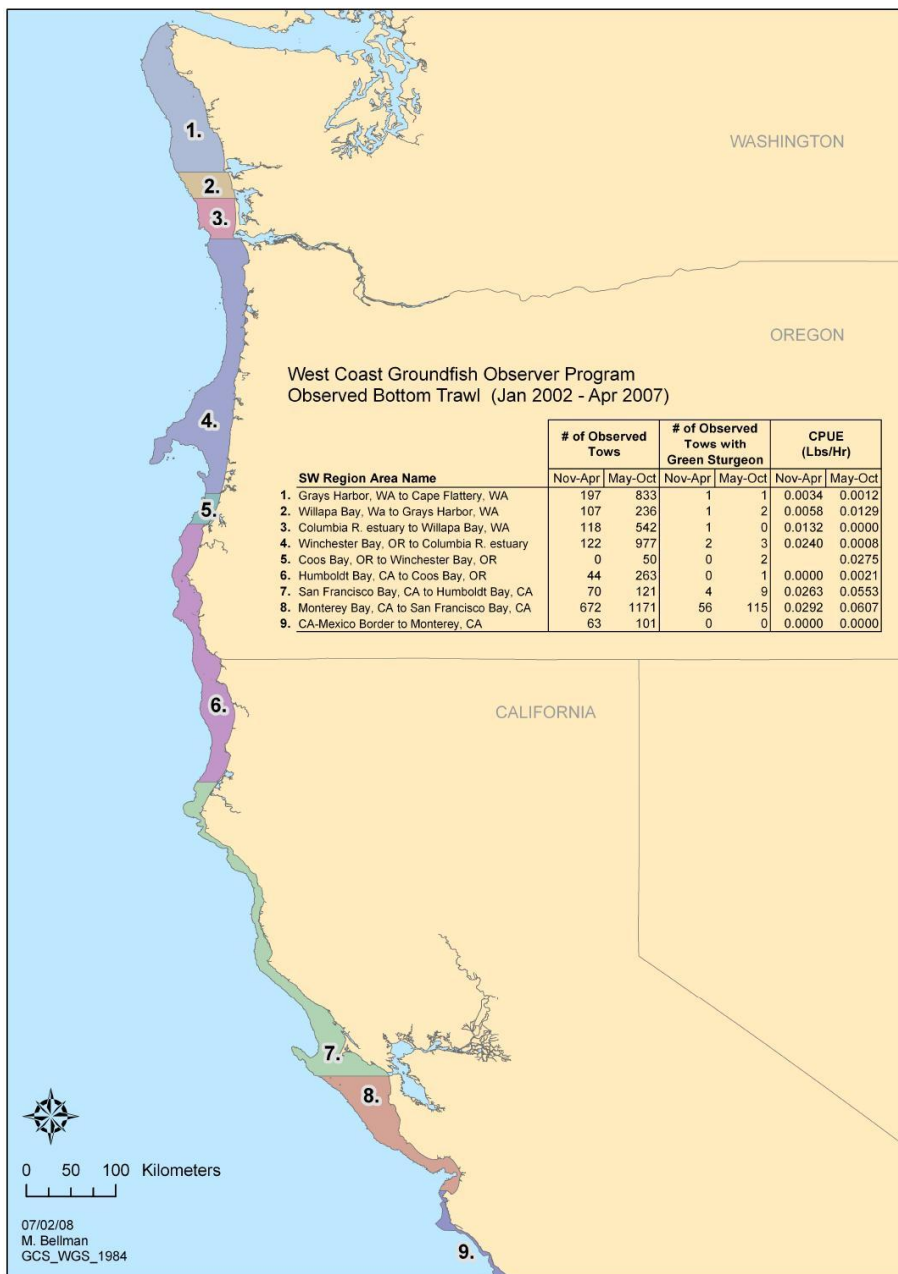 1.
2.
3.
WASHINGTON
OREGON
West Coast Groundfish Observer Program
Observed Bottom Trawl (Jan 2002 - Apr 2007)
# of Observed Tows # of Observed Tows with Green Sturgeon CPUE (Lbs/Hr)
SW Region Area Name Nov-Apr May-Oct Nov-Apr May-Oct Nov-Apr May-Oct
1. Grays Harbor, WA to Cape Flattery, WA 197 833 1 1 0.0034 0.0012
2. Willapa Bay, Wa to Grays Harbor, WA 107 236 1 2 0.0058 0.0129
3. Columbia R. estuary to Willapa Bay, WA 118 542 1 0 0.0132 0.0000
4. Winchester Bay, OR to Columbia R. estuary 122 977 2 3 0.0240 0.0008
5. Coos Bay, OR to Winchester Bay, OR 0 50 0 2 0.0275
6. Humboldt Bay, CA to Coos Bay, OR 44 263 0 1 0.0000 0.0021
7. San Francisco Bay, CA to Humboldt Bay, CA 70 121 4 9 0.0263 0.0553
8. Monterey Bay, CA to San Francisco Bay, CA 672 1171 56 115 0.0292 0.0607
9. CA-Mexico Border to Monterey, CA 63 101 0 0 0.0000 0.0000
4.
5.
6.
CALIFORNIA
7.
8.
9.
0 50 100 Kilometers
07/02/08
M. Bellman
GCS_WGS_1984